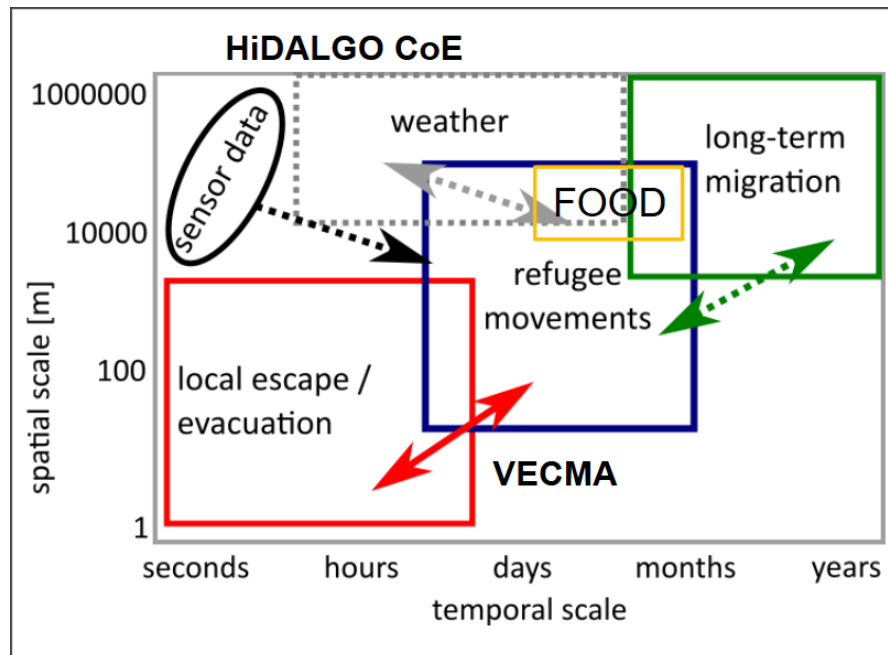 HiDALGO CoE
1000000
10000
100
1
spatial scale [m]
sensor data
weather
long-term
migration
FOOD
refugee
movements
local escape /
evacuation
VECMA
seconds
hours
days
months
years
temporal scale